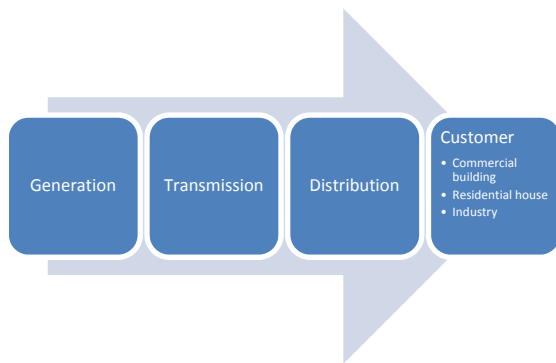 Generation
Transmission
Distribution
Customer
• Commercial
building
• Residential house
• Industry